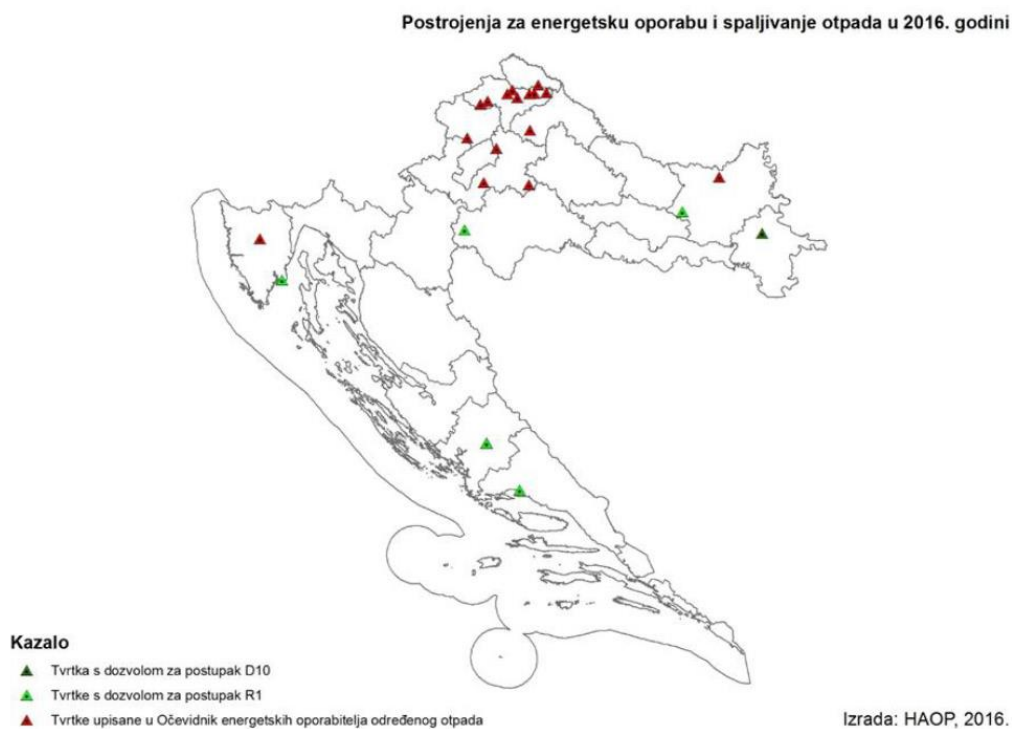 Postrojenja za energetsku oporabu i spaljivanje otpada u 2016. godini
Kazalo
Tvrtka s dozvolom za postupak D10
Tvrtke s dozvolom za postupak R1
Tvrtke upisane u Očevidnik energetskih oporabitelja određenog otpada
Izrada: HAOP, 2016.